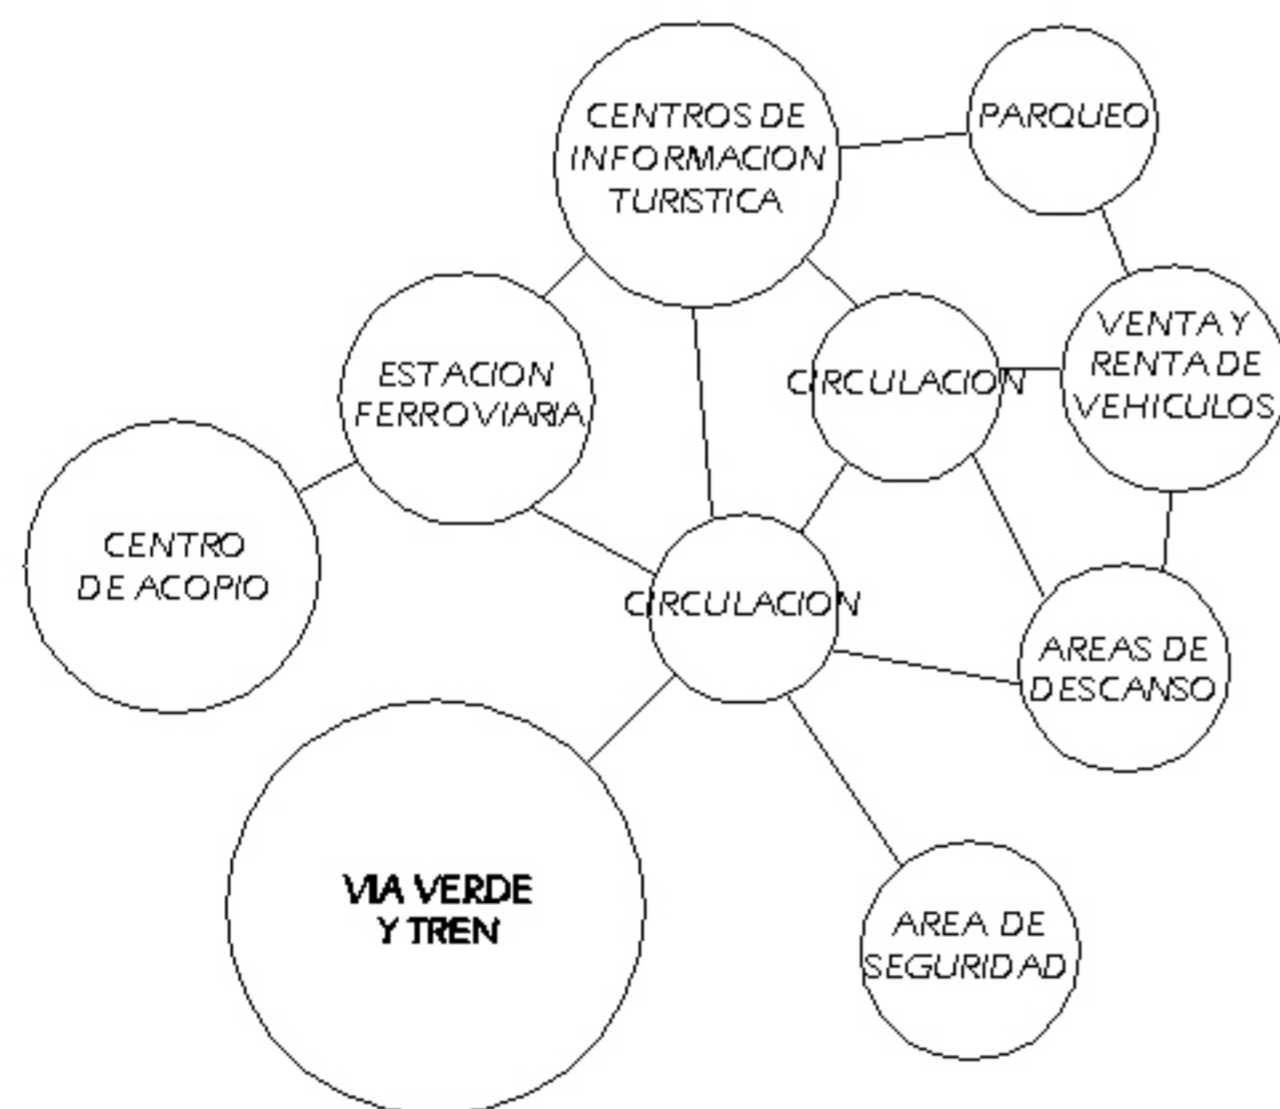 CENTROS DE
INFORMACION
TURISTICA
PARQUEO
VENTA Y
RENTA DE
VEHICULOS
ESTACION
FERROVIARIA
CIRCULACION
CENTRO
DE ACOPIO
CIRCULACION
AREAS DE
DESCANSO
VIA VERDE
Y TREN
AREA DE
SEGURIDAD